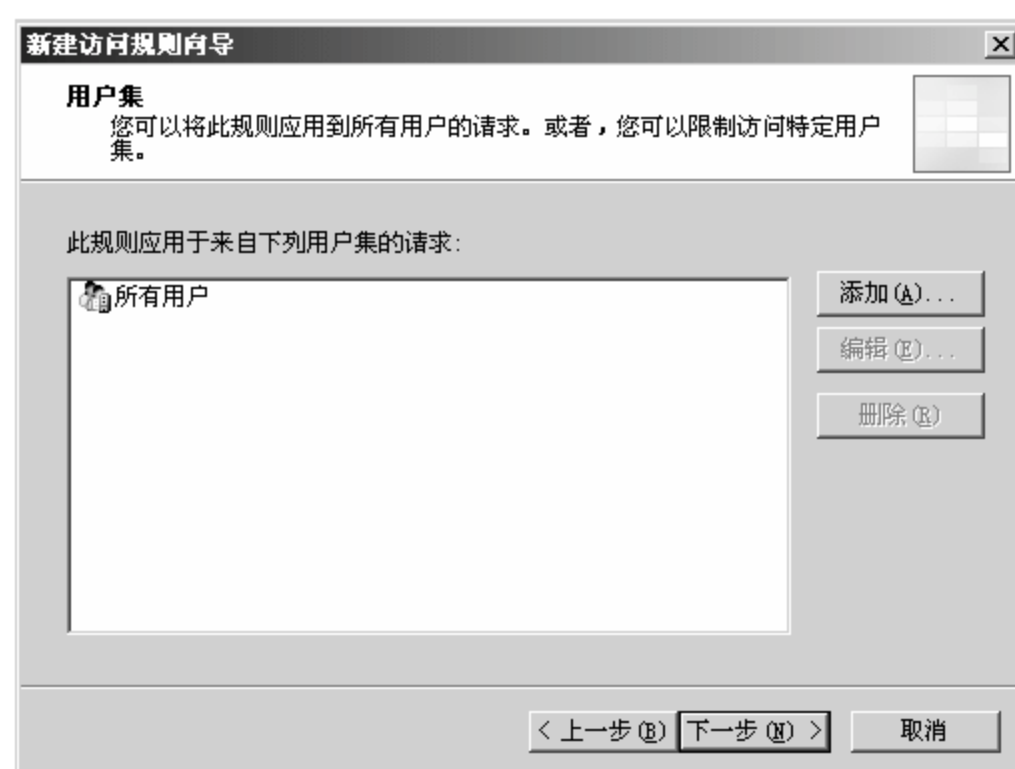 新建访问规则向导
用户集
您可以将此规则应用到所有用户的请求。或者，您可以限制访问特定用户
集。
此规则应用于来自下列用户集的请求:
所有用户
添加(A)...
编辑(E)...
删除(R)
< 上一步(B)
下一步(N) >
取消